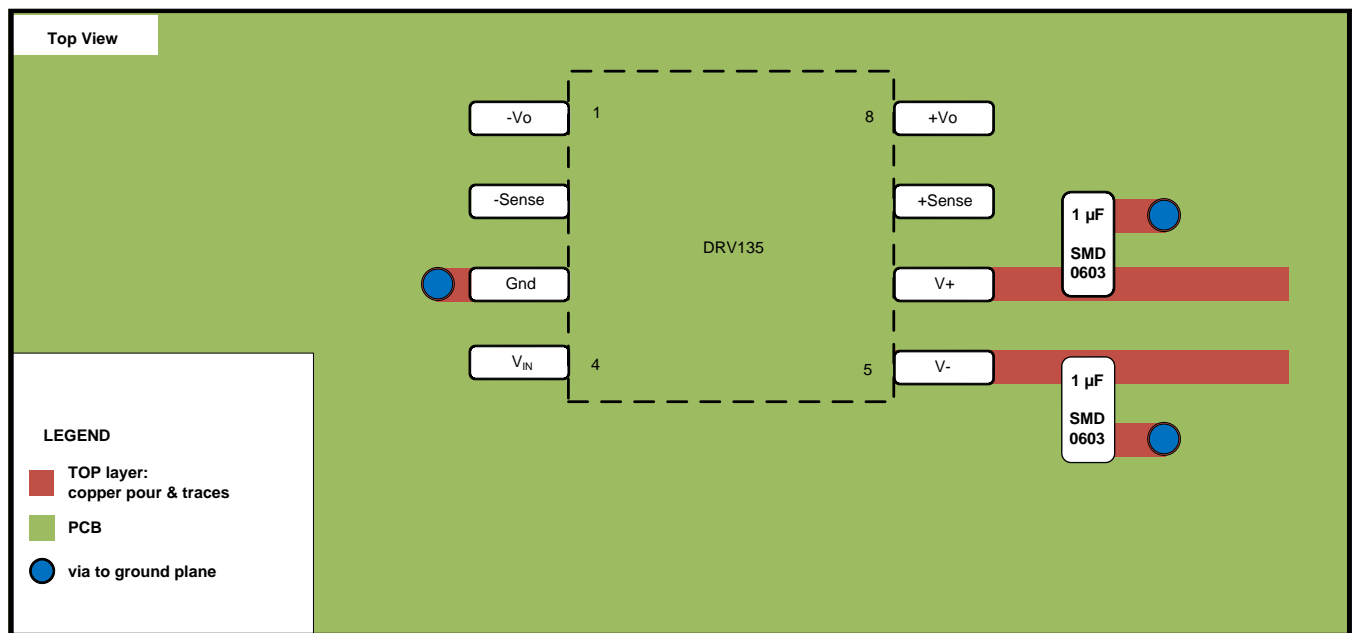 Top View
-Vo
1
8
+Vo
-Sense
+Sense
1 µF
SMD
0603
DRV135
Gnd
V+
VIN
4
5
V-
1 µF
SMD
0603
LEGEND
TOP layer:
copper pour & traces
PCB
via to ground plane